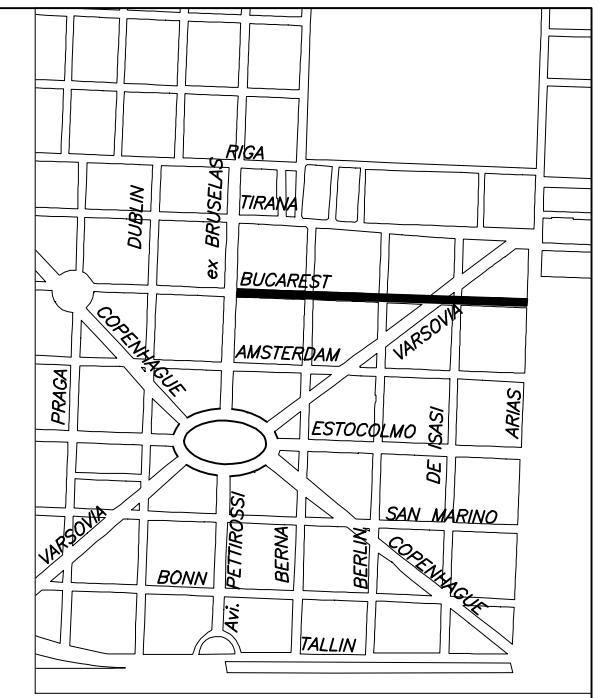 RIGA
ex BRUSELAS
DUBLIN
TIRANA
BUCAREST
COPENHAGUE
VARSOVIA
AMSTERDAM
PRAGA
ARIAS
ESTOCOLMO
DE ISASI
SAN MARINO
VARSOVIA
Avi. PETTIROSSI
BERNA
BERLIN
COPENHAGUE
BONN
TALLIN